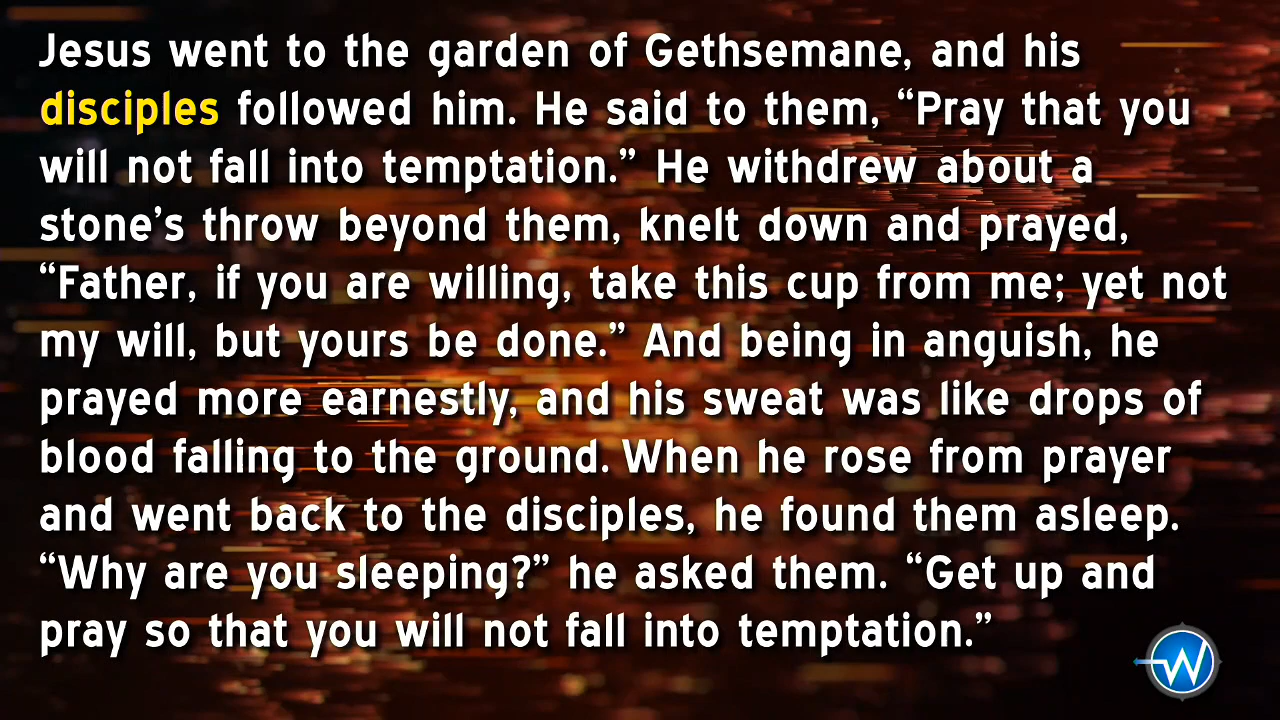 Jesus went to the garden of Gethsemane, and his
disciples followed him. He said to them, “Pray that you
will not fall into temptation.” He withdrew about a
stone’s throw beyond them, knelt down and prayed,
“Father, if you are willing, take this cup from me; yet not
my will, but yours be done.” And being in anguish, he
prayed more earnestly, and his sweat was like drops of
blood falling to the ground. When he rose from prayer
and went back to the disciples, he found them asleep.
“Why are you sleeping?” he asked them. “Get up and
pray so that you will not fall into temptation.”
W